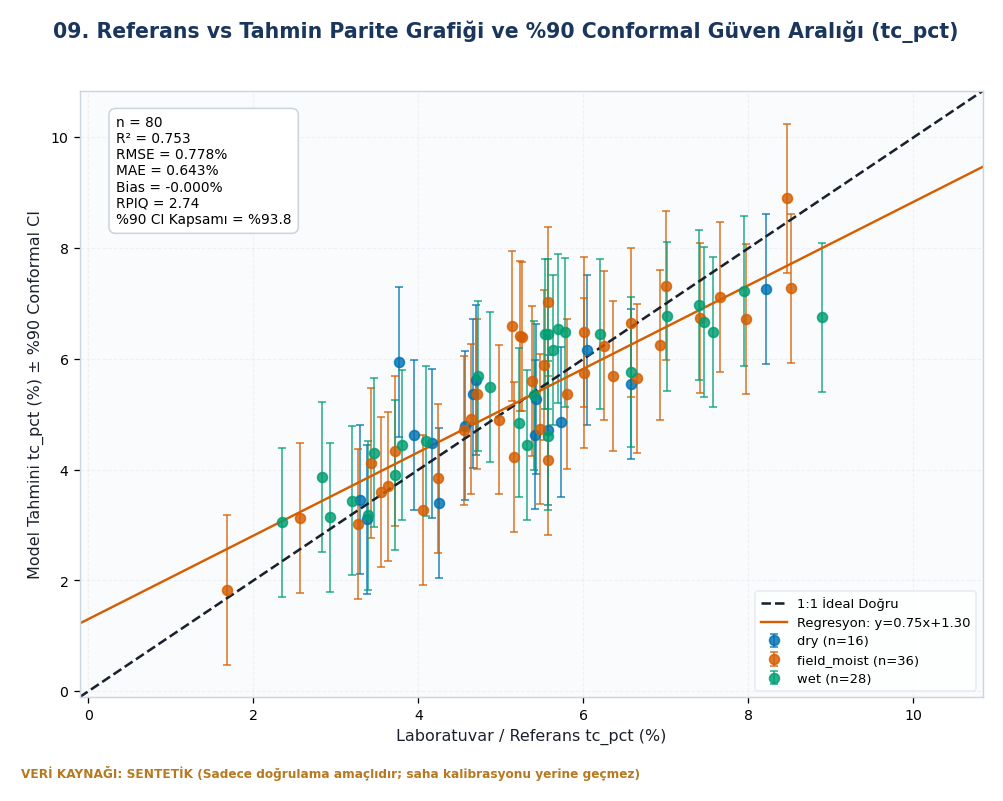 09. Referans vs Tahmin Parite Grafiği ve %90 Conformal Güven Aralığı (tc_pct)
n = 80
R² = 0.753
RMSE = 0.778%
MAE = 0.643%
Bias = -0.000%
RPIQ = 2.74
%90 CI Kapsamı = %93.8
Model Tahmini tc_pct (%) ± %90 Conformal CI
10
8
6
4
2
0
1:1 İdeal Doğru
Regresyon: y=0.75x+1.30
dry (n=16)
field_moist (n=36)
wet (n=28)
0 2 4 6 8 10
Laboratuvar / Referans tc_pct (%)
VERİ KAYNAĞI: SENTETİK (Sadece doğrulama amaçlıdır; saha kalibrasyonu yerine geçmez)